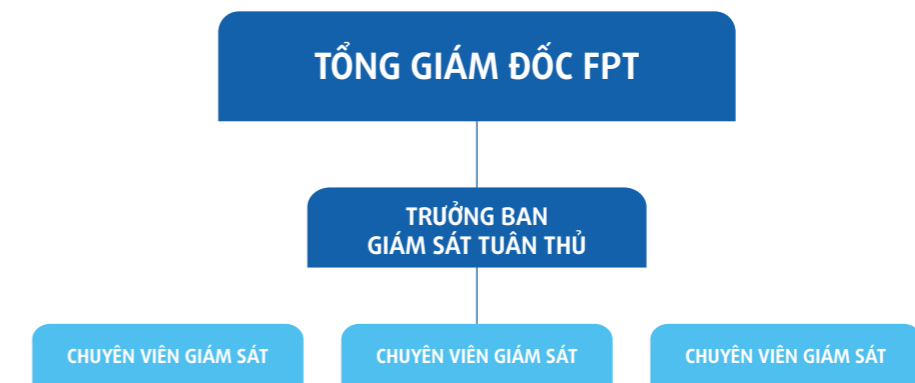 TỔNG GIÁM ĐỐC FPT
TRƯỞNG BAN
GIÁM SÁT TUÂN THỦ
CHUYÊN VIÊN GIÁM SÁT
CHUYÊN VIÊN GIÁM SÁT
CHUYÊN VIÊN GIÁM SÁT